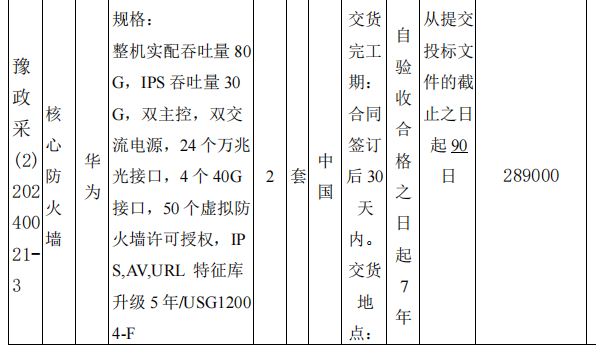 豫
政
采
(2)
202
400
21-
3
核
心
防
火
墙
华
为
规格：
整机实配吞吐量 80
G，IPS 吞吐量 30
G，双主控，双交
流电源，24 个万兆
光接口，4 个 40G
接口，50 个虚拟防
火墙许可授权，IP
S,AV,URL 特征库
升级 5 年/USG1200
4-F
2
套
中
国
交货
完工
期：
合同
签订
后 30
天
内。
交货
地
点：
自
验
收
合
格
之
日
起
7
年
从提交
投标文
件的截
止之日
起 90
日
289000